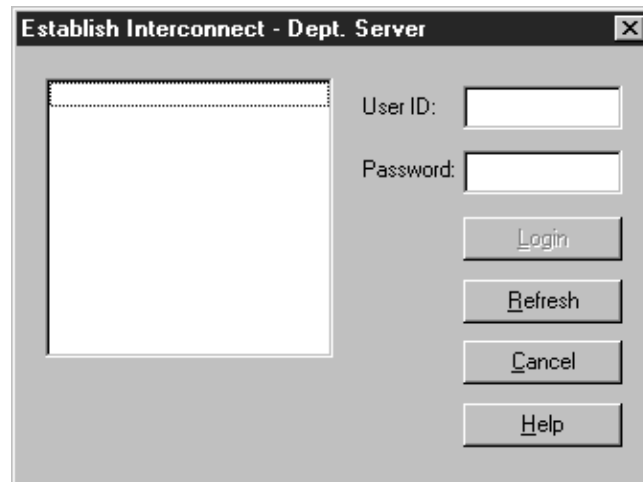 Establish Interconnect - Dept. Server
User ID:
Password:
Login
Refresh
Cancel
Help